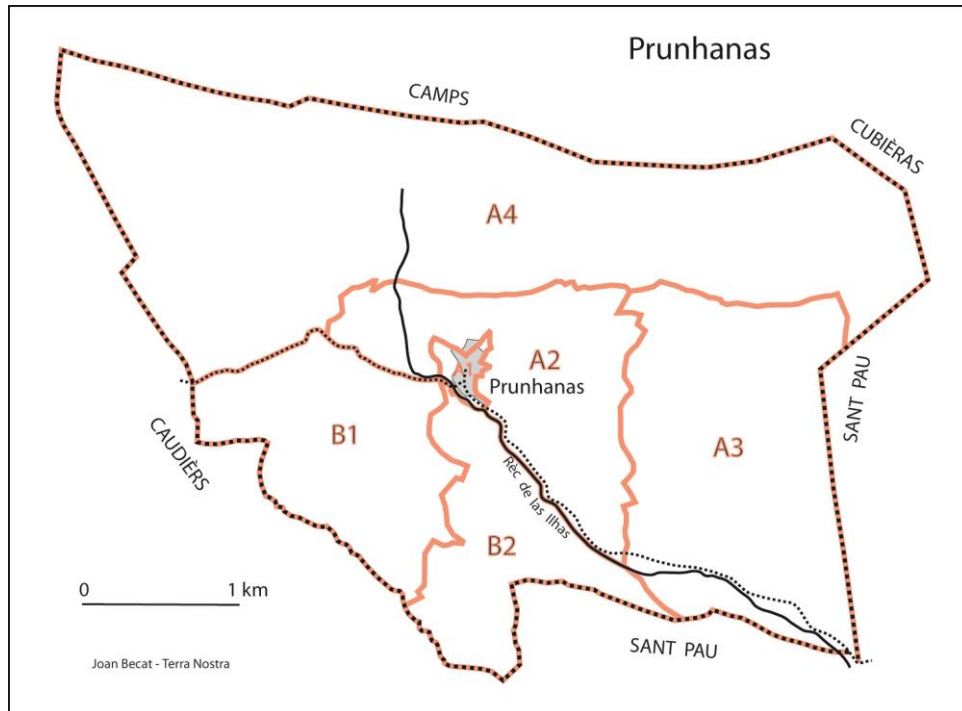 Prunhanas
CAMPS
CUBIÈRAS
A4
A1
A2
Prunhanas
SANT PAU
CAUDIÈRS
B1
A3
Rèc de las Ilhas
B2
0 1 km
SANT PAU
Joan Becat - Terra Nostra